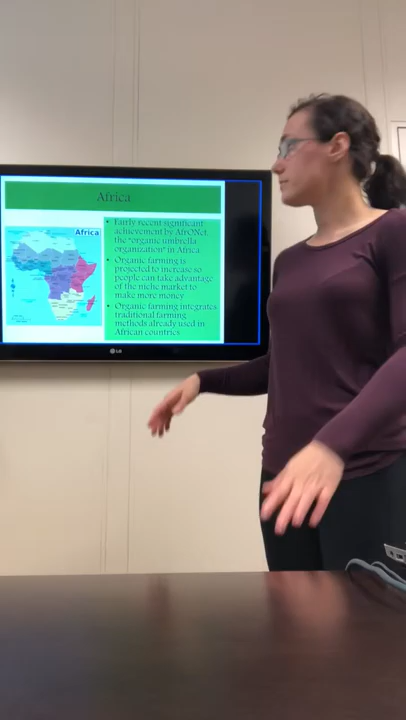 Africa
Africa
• Fairly recent significant
achievement by AfrONet,
the "organic umbrella
organization" in Africa
• Organic farming is
projected to increase so
people can take advantage
of the niche market to
make more money
• Organic farming integrates
traditional farming
methods already used in
African countries
LG